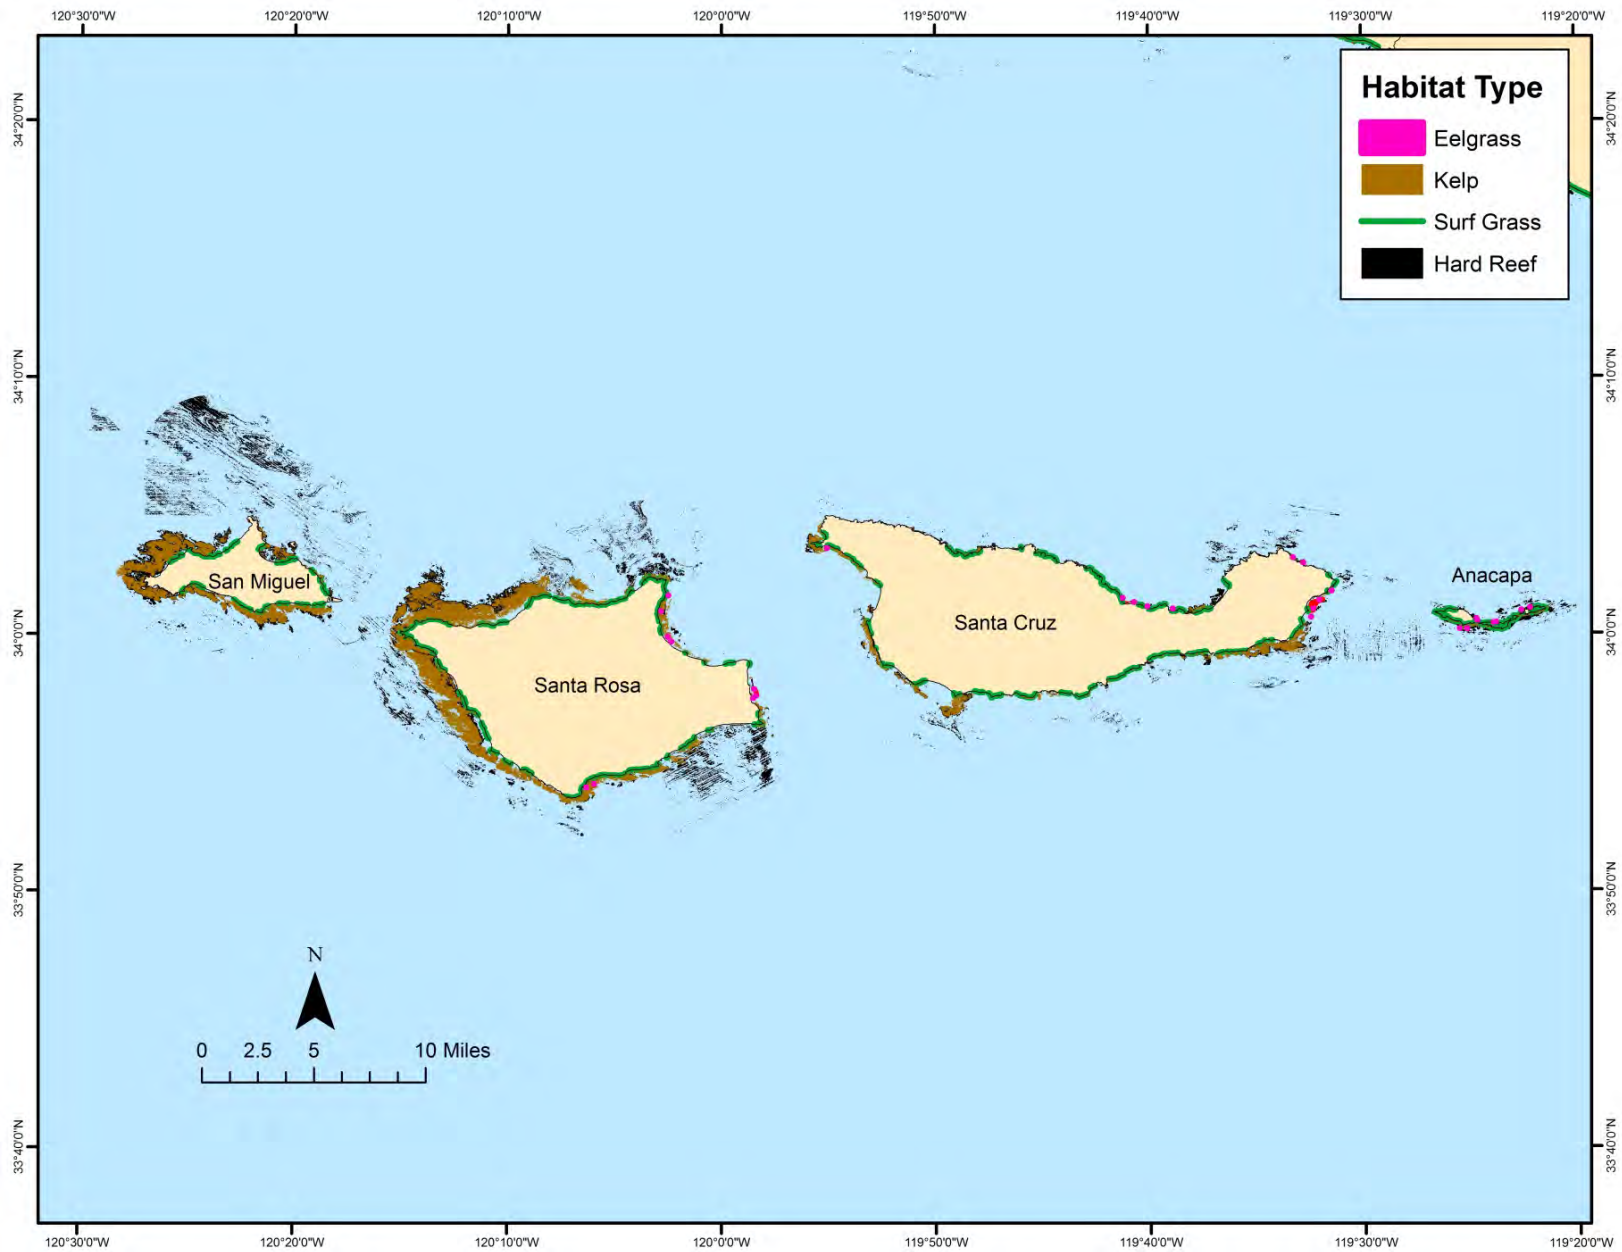 120°30'0"W 120°20'0"W 120°10'0"W 120°0'0"W 119°50'0"W 119°40'0"W 119°30'0"W 119°20'0"W
Habitat Type
Eelgrass
Kelp
Surf Grass
Hard Reef
34°20'0"N 34°20'0"N
34°10'0"N 34°10'0"N
San Miguel
Anacapa
Santa Cruz
34°0'0"N 34°0'0"N
Santa Rosa
33°50'0"N 33°50'0"N
N
0 2.5 5 10 Miles
33°40'0"N 33°40'0"N
120°30'0"W 120°20'0"W 120°10'0"W 120°0'0"W 119°50'0"W 119°40'0"W 119°30'0"W 119°20'0"W